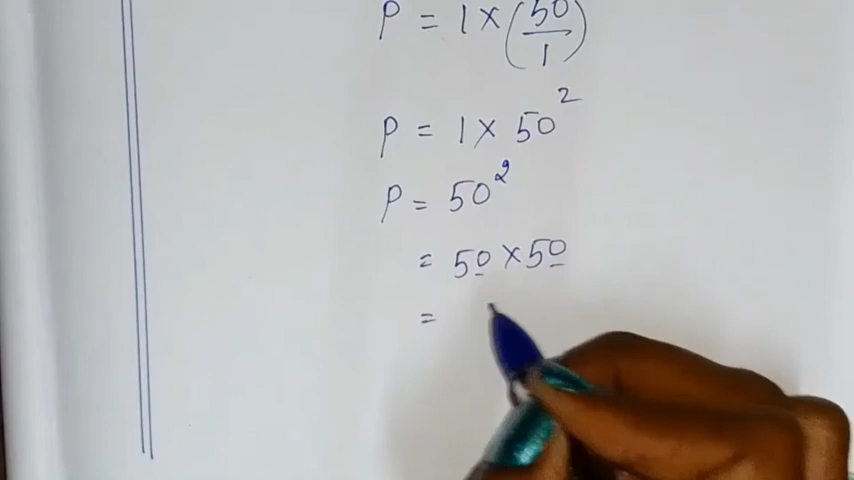 P = 1 × (50/1)
P = 1 × 50²
P = 50²
= 50 × 50
=